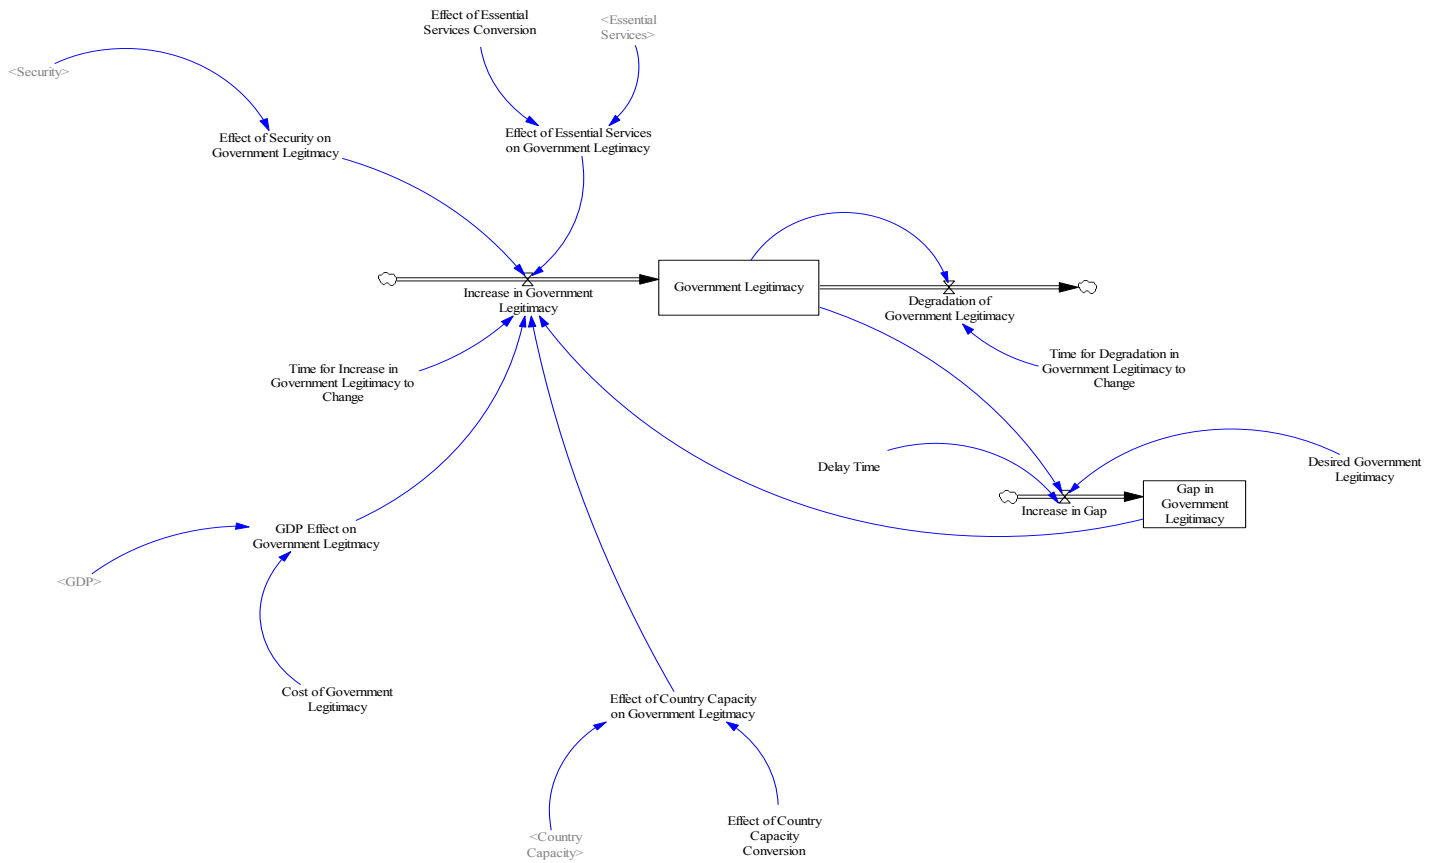 Effect of Essential
Services Conversion
<Essential
Services>
<Security>
Effect of Security on
Government Legitmacy
Effect of Essential Services
on Government Legtimacy
Increase in Government
Legitimacy
Government Legitimacy
Degradation of
Government Legitimacy
Time for Increase in
Government Legitimacy to
Change
Time for Degradation in
Government Legitimacy to
Change
Delay Time
Desired Government
Legitimacy
Increase in Gap
Gap in
Government
Legitimacy
GDP Effect on
Government Legitmacy
<GDP>
Cost of Government
Legitimacy
Effect of Country Capacity
on Government Legitmacy
<Country
Capacity>
Effect of Country
Capacity
Conversion